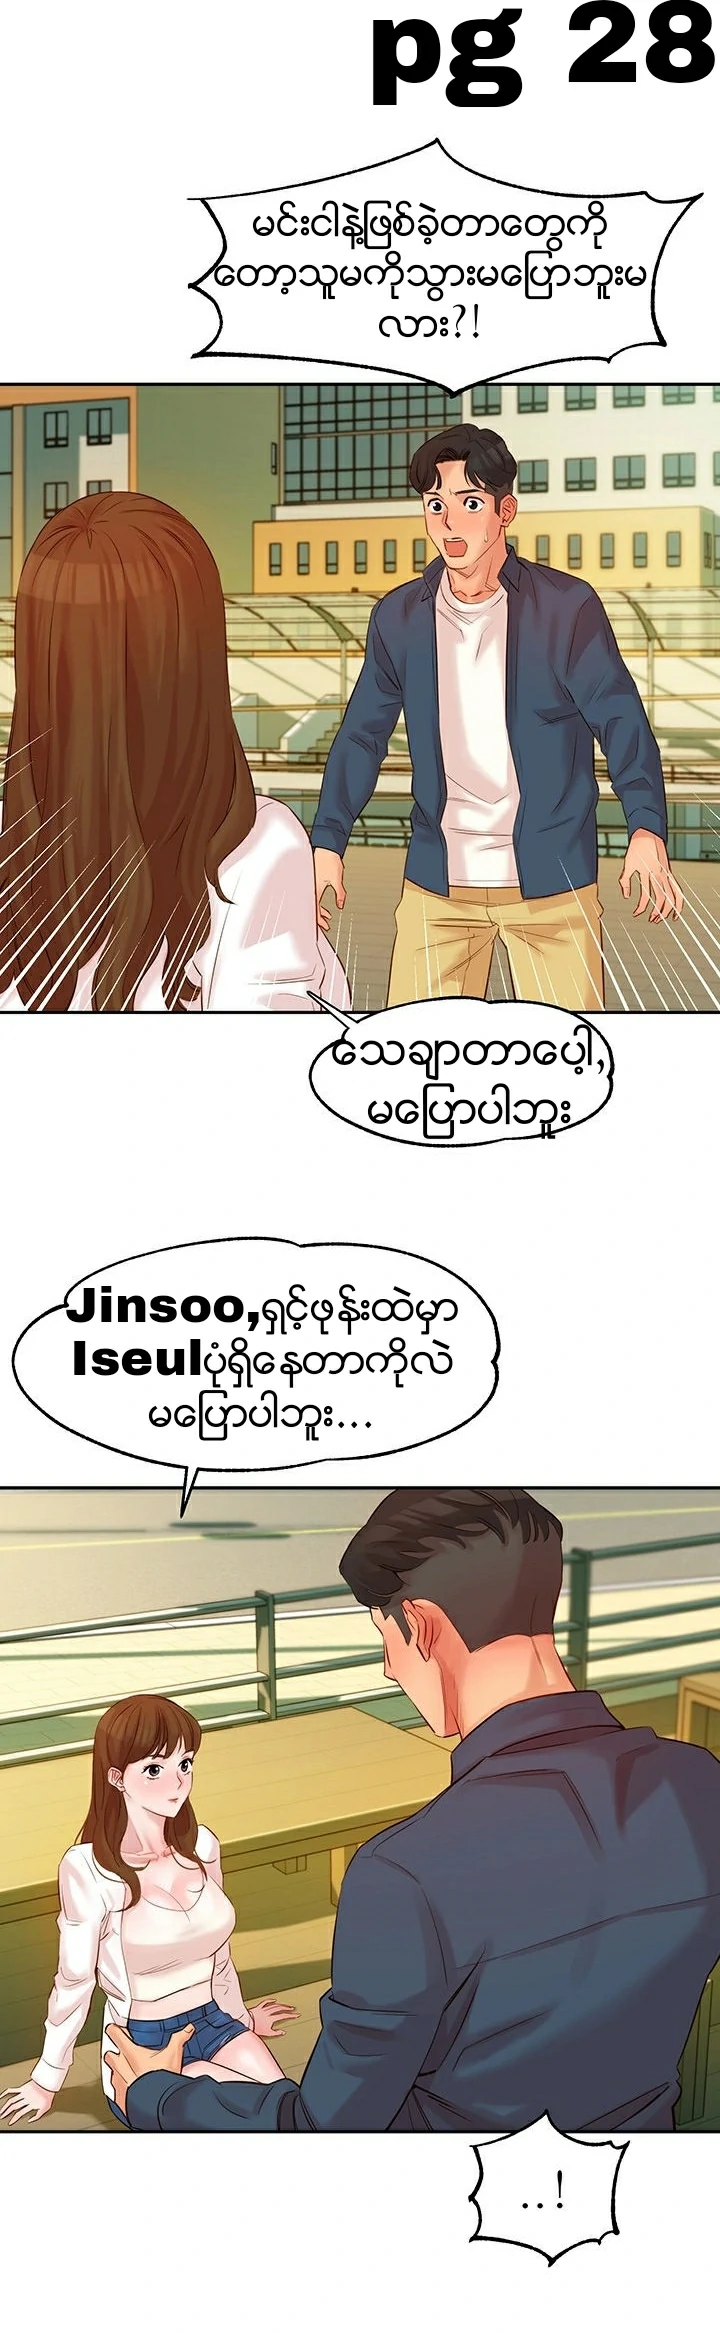 pg 28
မင်းငါနဲ့ဖြစ်ခဲ့တာတွေကို
တော့သူမကိုသွားမပြောဘူးမ
လား?!
သေချာတာပေါ့,
မပြောပါဘူး
Jinsoo,ရှင့်ဖုန်းထဲမှာ
Iseulပုံရှိနေတာကိုလဲ
မပြောပါဘူး...
..!